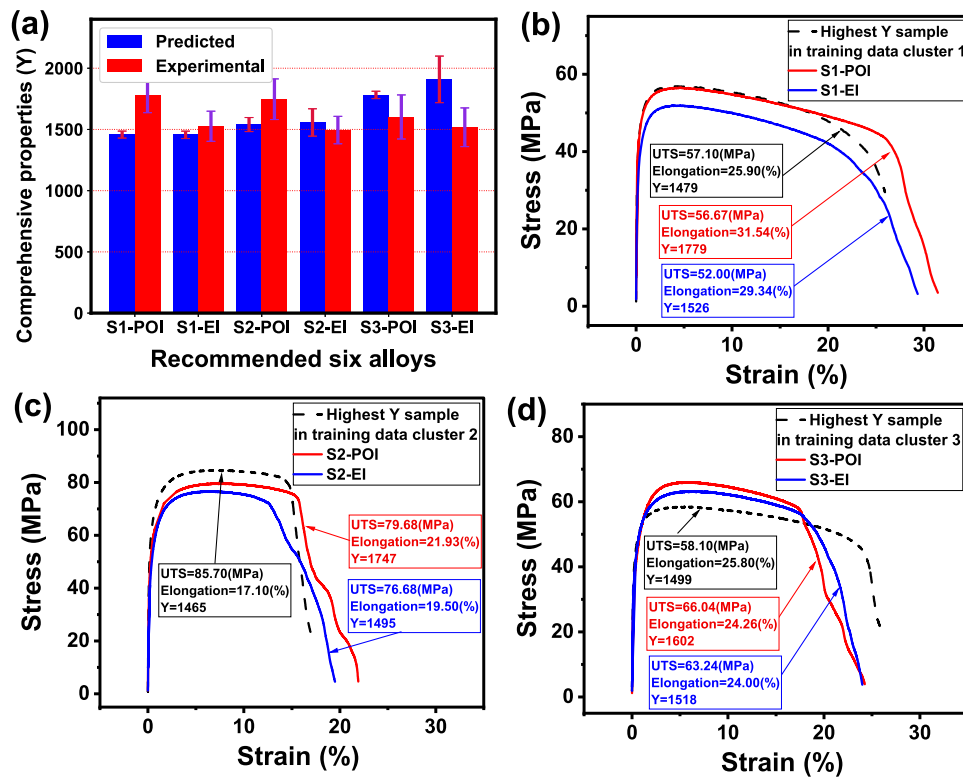 (a)
Comprehensive properties (Y)
2000
1500
1000
500
0
Predicted
Experimental
S1-POI S1-EI S2-POI S2-EI S3-POI S3-EI
Recommended six alloys
(b)
Stress (MPa)
60
40
20
0
Highest Y sample
in training data cluster 1
S1-POI
S1-EI
UTS=57.10(MPa)
Elongation=25.90(%)
Y=1479
UTS=56.67(MPa)
Elongation=31.54(%)
Y=1779
UTS=52.00(MPa)
Elongation=29.34(%)
Y=1526
0 10 20 30
Strain (%)
(c)
Stress (MPa)
100
80
60
40
20
0
Highest Y sample
in training data cluster 2
S2-POI
S2-EI
UTS=85.70(MPa)
Elongation=17.10(%)
Y=1465
UTS=79.68(MPa)
Elongation=21.93(%)
Y=1747
UTS=76.68(MPa)
Elongation=19.50(%)
Y=1495
0 10 20 30
Strain (%)
(d)
Stress (MPa)
80
60
40
20
0
Highest Y sample
in training data cluster 3
S3-POI
S3-EI
UTS=58.10(MPa)
Elongation=25.80(%)
Y=1499
UTS=66.04(MPa)
Elongation=24.26(%)
Y=1602
UTS=63.24(MPa)
Elongation=24.00(%)
Y=1518
0 10 20 30
Strain (%)